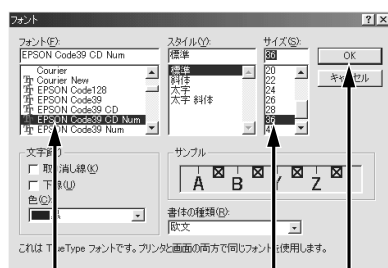 フォント
フォント(F): スタイル(Y): サイズ(S):
EPSON Code39 CD Num 標準 36 OK
キャンセル
Courier
Courier New
EPSON Code128
EPSON Code39
EPSON Code39 CD
EPSON Code39 CD Num
EPSON Code39 Num
標準
斜体
太字
太字 斜体
20
22
24
26
28
36
文字飾り
取り消し線(K)
下線(U)
色(C):
黒
サンプル
A B Y Z
書体の種類(R):
欧文
これは TrueType フォントです。プリンタと画面の両方で同じフォントを使用します。